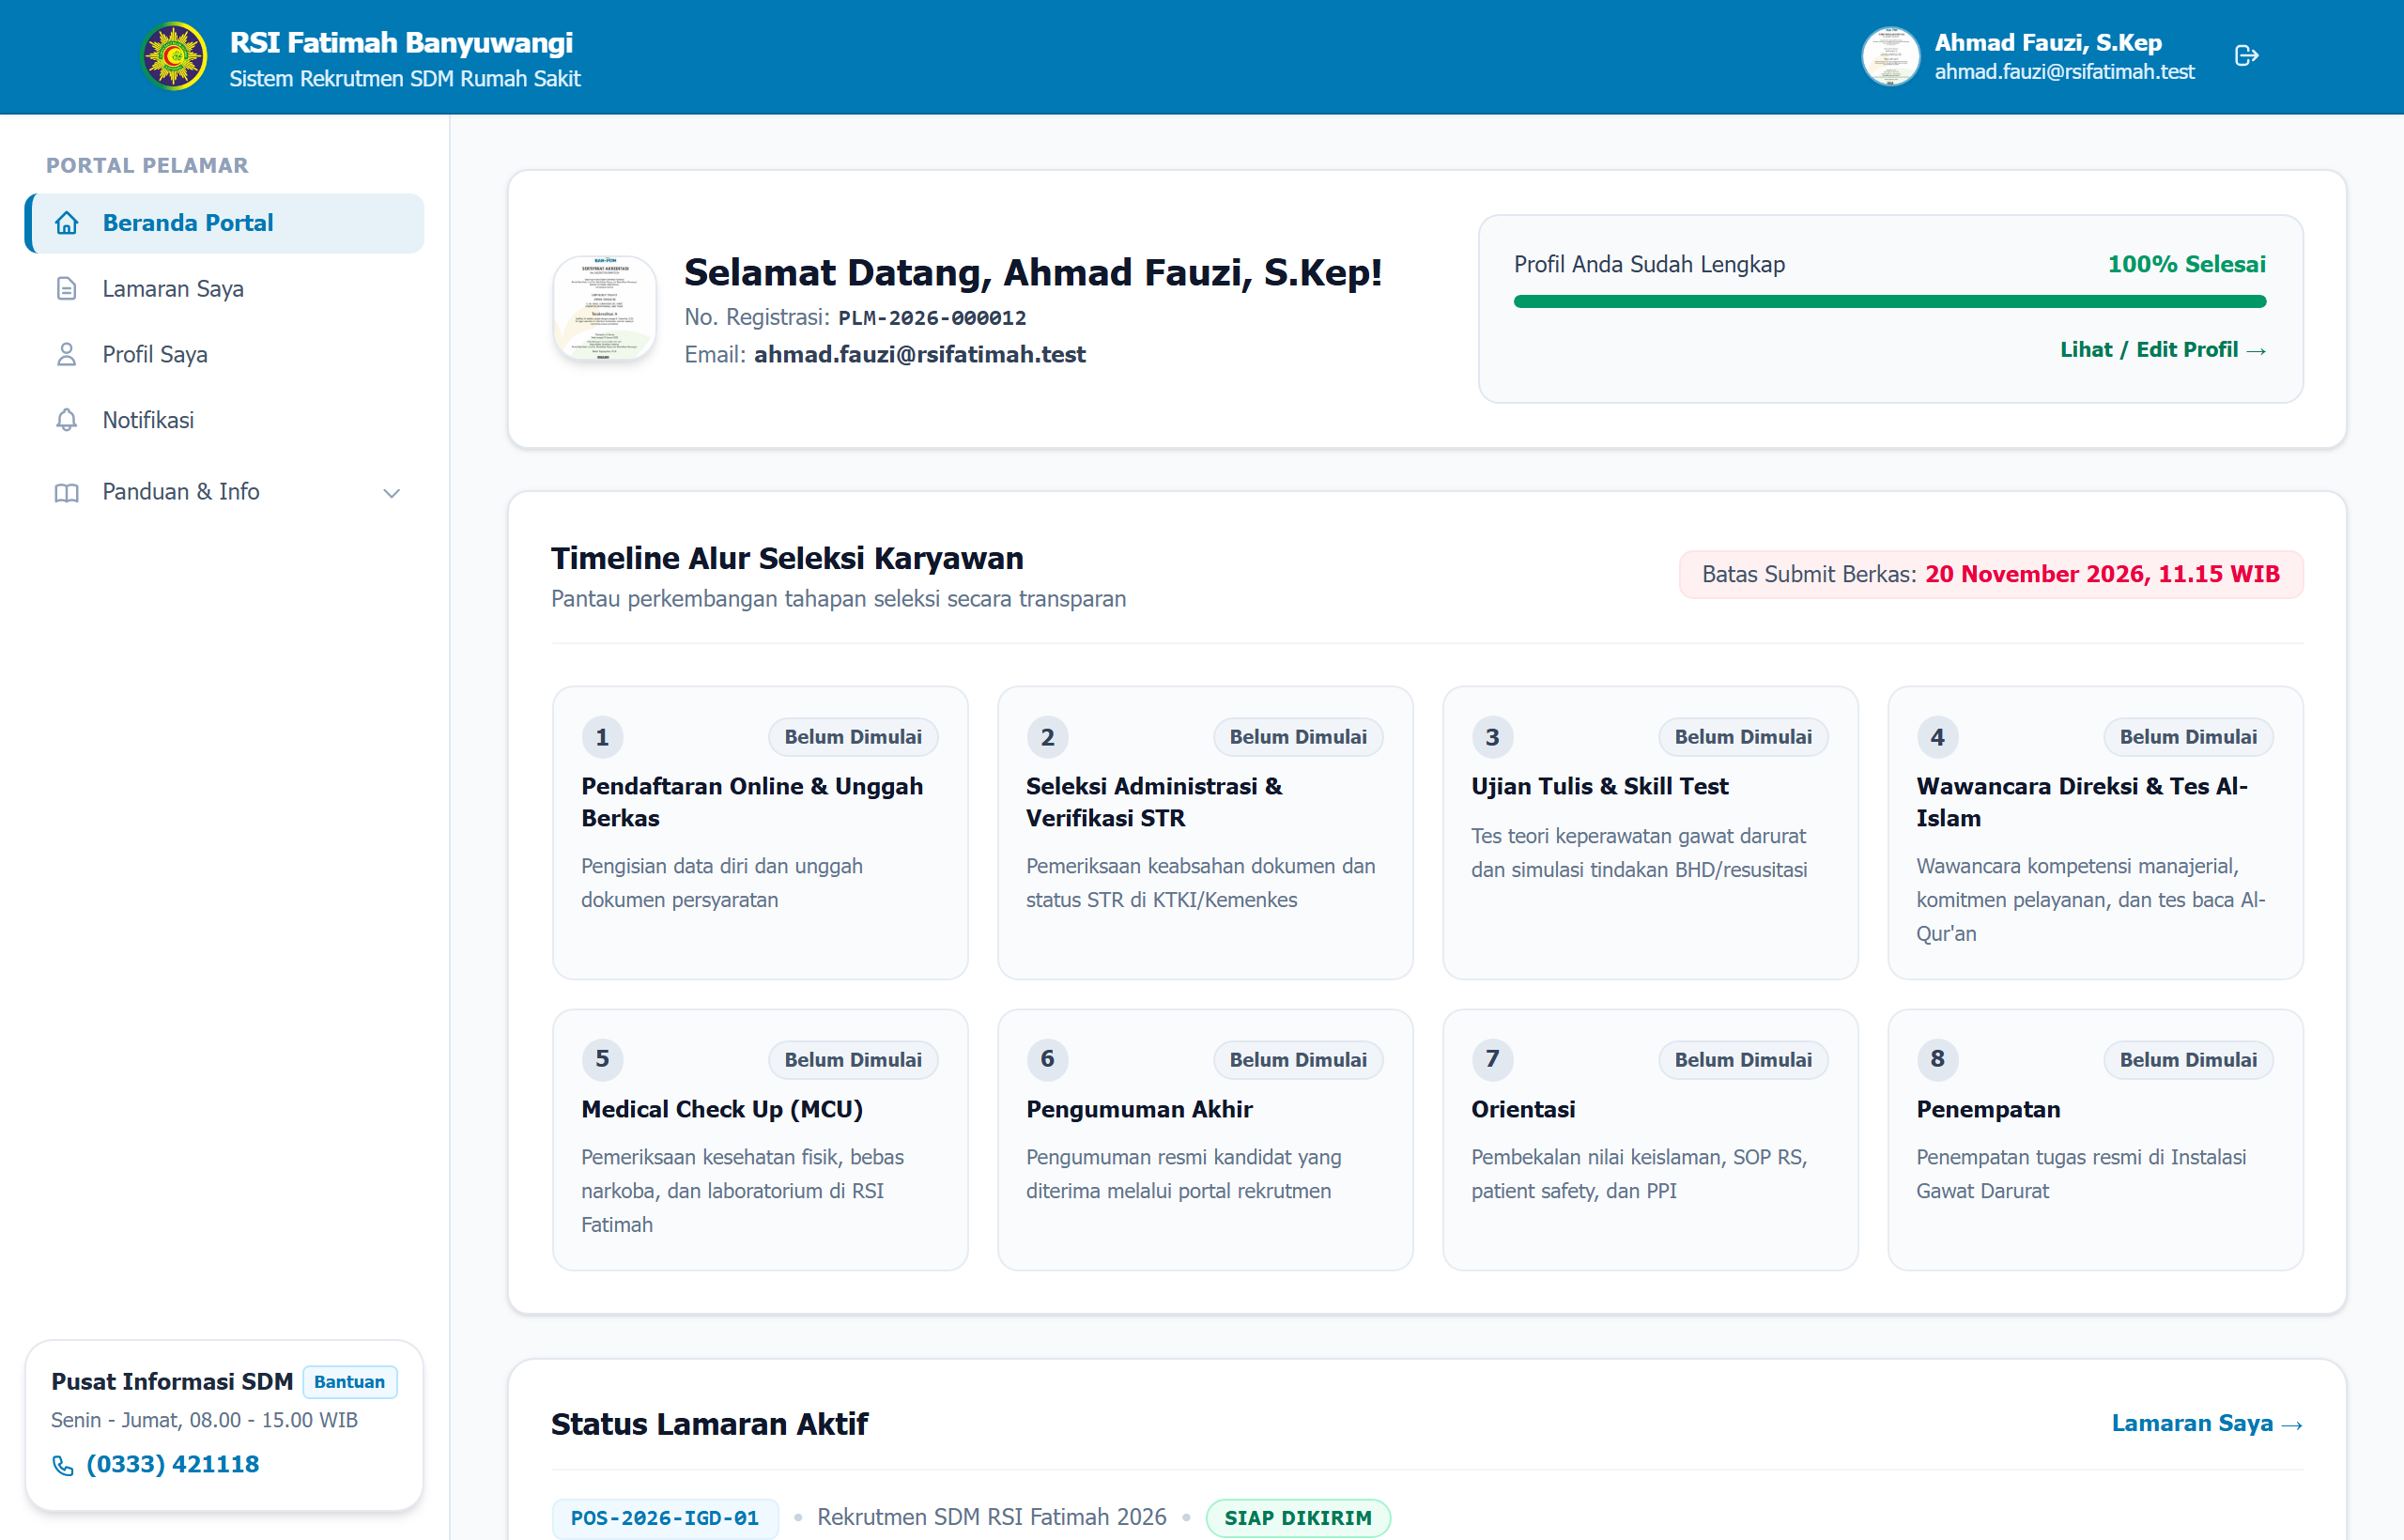 RSI Fatimah Banyuwangi
Sistem Rekrutmen SDM Rumah Sakit
Ahmad Fauzi, S.Kep
ahmad.fauzi@rsifatimah.test
PORTAL PELAMAR
Beranda Portal
Lamaran Saya
Profil Saya
Notifikasi
Panduan & Info
Pusat Informasi SDM Bantuan
Senin - Jumat, 08.00 - 15.00 WIB
(0333) 421118
Selamat Datang, Ahmad Fauzi, S.Kep!
No. Registrasi: PLM-2026-000012
Email: ahmad.fauzi@rsifatimah.test
Profil Anda Sudah Lengkap 100% Selesai
Lihat / Edit Profil →
Timeline Alur Seleksi Karyawan
Pantau perkembangan tahapan seleksi secara transparan
Batas Submit Berkas: 20 November 2026, 11.15 WIB
1 Belum Dimulai
Pendaftaran Online & Unggah
Berkas
Pengisian data diri dan unggah
dokumen persyaratan
2 Belum Dimulai
Seleksi Administrasi &
Verifikasi STR
Pemeriksaan keabsahan dokumen dan
status STR di KTKI/Kemenkes
3 Belum Dimulai
Ujian Tulis & Skill Test
Tes teori keperawatan gawat darurat
dan simulasi tindakan BHD/resusitasi
4 Belum Dimulai
Wawancara Direksi & Tes Al-
Islam
Wawancara kompetensi manajerial,
komitmen pelayanan, dan tes baca Al-
Qur'an
5 Belum Dimulai
Medical Check Up (MCU)
Pemeriksaan kesehatan fisik, bebas
narkoba, dan laboratorium di RSI
Fatimah
6 Belum Dimulai
Pengumuman Akhir
Pengumuman resmi kandidat yang
diterima melalui portal rekrutmen
7 Belum Dimulai
Orientasi
Pembekalan nilai keislaman, SOP RS,
patient safety, dan PPI
8 Belum Dimulai
Penempatan
Penempatan tugas resmi di Instalasi
Gawat Darurat
Status Lamaran Aktif
Lamaran Saya →
POS-2026-IGD-01 • Rekrutmen SDM RSI Fatimah 2026 • SIAP DIKIRIM